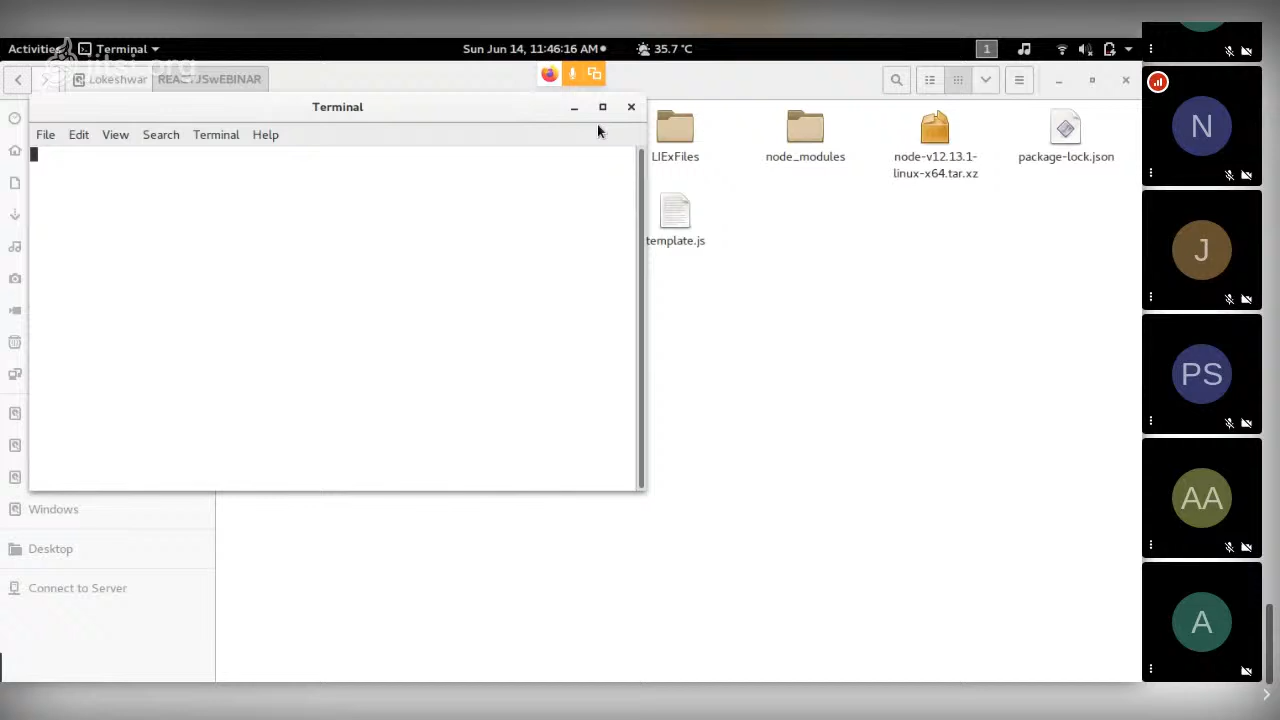 Activities
Terminal
Sun Jun 14, 11:46:16 AM
35.7 °C
1
jitsi.org
Lokeshwar
REACTJSwEBINAR
Terminal
File Edit View Search Terminal Help
LIExFiles
node_modules
node-v12.13.1-
linux-x64.tar.xz
package-lock.json
template.js
Windows
Desktop
Connect to Server
N
J
PS
AA
A